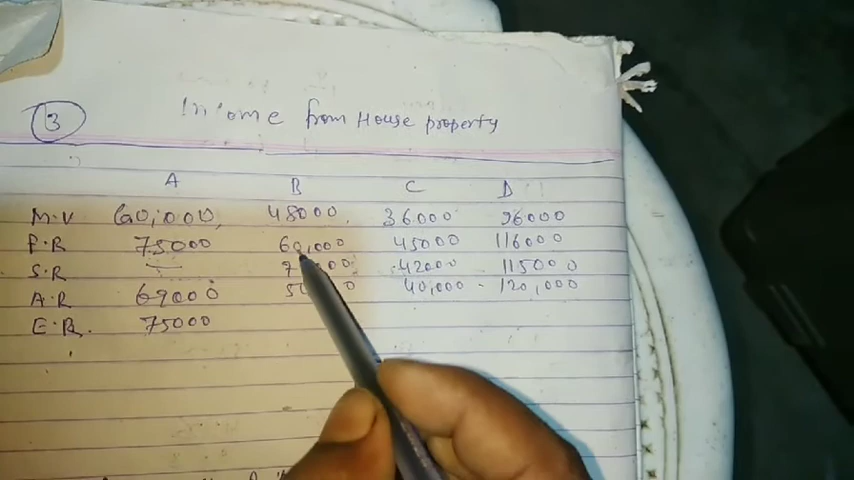 3 Income from House property
A B C D
M.V 60,000, 48000. 36000 96000
F.R 75000 60,000 45000 116000
S.R — 42000 115000
A.R 69000 40,000 - 120,000
E.R. 75000